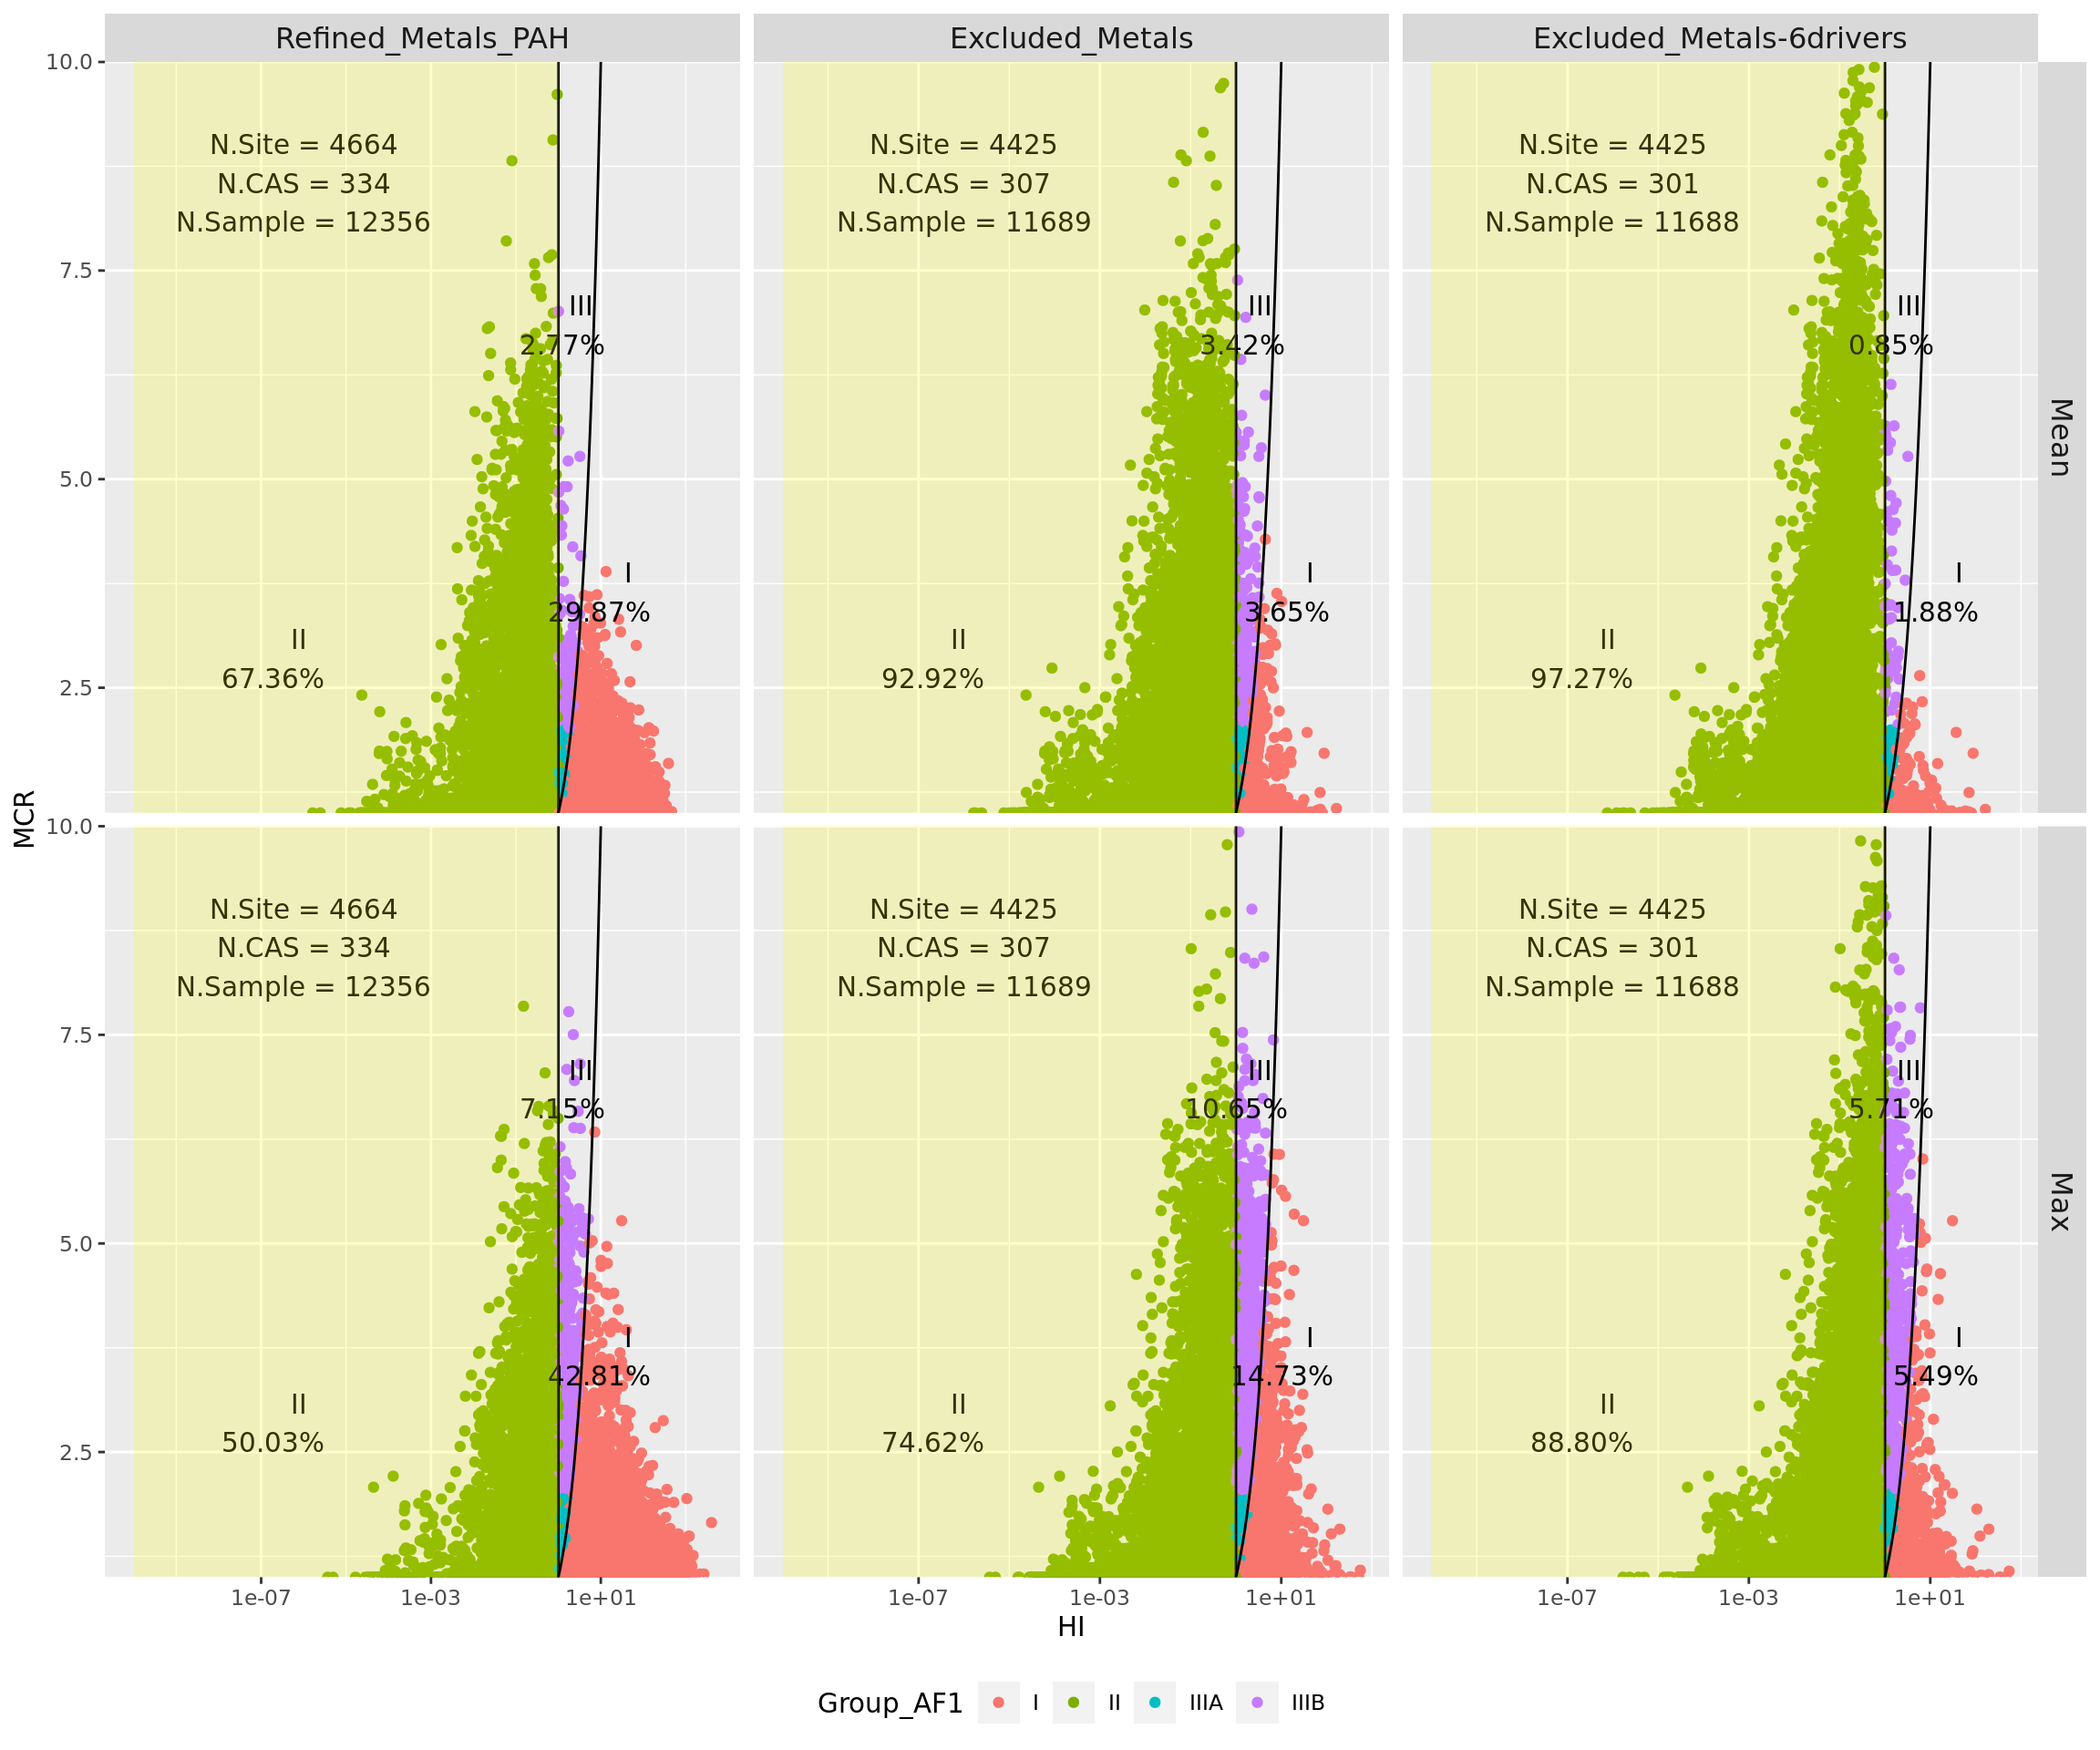 Refined_Metals_PAH
Excluded_Metals
Excluded_Metals-6drivers
10.0
7.5
5.0
2.5
N.Site = 4664
N.CAS = 334
N.Sample = 12356
III
2.77%
I
29.87%
II
67.36%
N.Site = 4425
N.CAS = 307
N.Sample = 11689
III
3.42%
I
3.65%
II
92.92%
N.Site = 4425
N.CAS = 301
N.Sample = 11688
III
0.85%
I
1.88%
II
97.27%
Mean
MCR
10.0
7.5
5.0
2.5
N.Site = 4664
N.CAS = 334
N.Sample = 12356
III
7.15%
I
42.81%
II
50.03%
N.Site = 4425
N.CAS = 307
N.Sample = 11689
III
10.65%
I
14.73%
II
74.62%
N.Site = 4425
N.CAS = 301
N.Sample = 11688
III
5.71%
I
5.49%
II
88.80%
Max
1e-07 1e-03 1e+01
1e-07 1e-03 1e+01
1e-07 1e-03 1e+01
HI
Group_AF1 I II IIIA IIIB